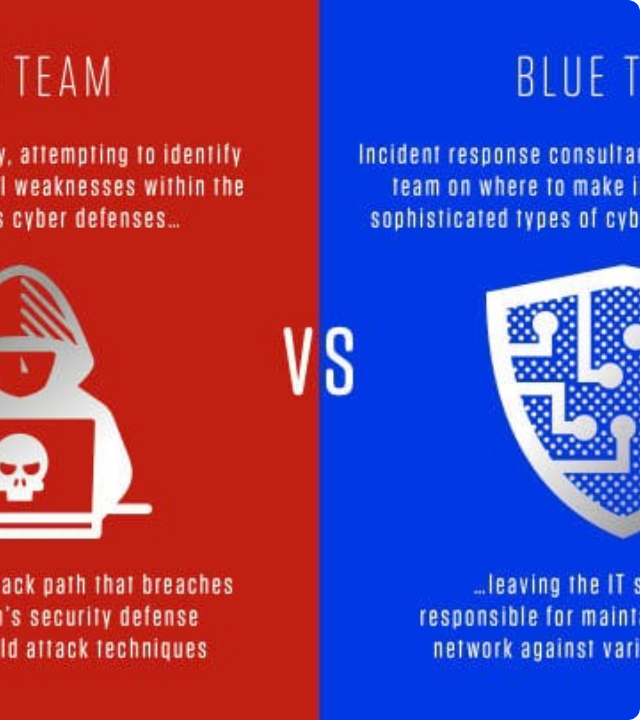 TEAM
y, attempting to identify
l weaknesses within the
s cyber defenses…
VS
ack path that breaches
n's security defense
ld attack techniques
BLUE T
Incident response consultan
team on where to make i
sophisticated types of cyb
…leaving the IT s
responsible for maint
network against vari